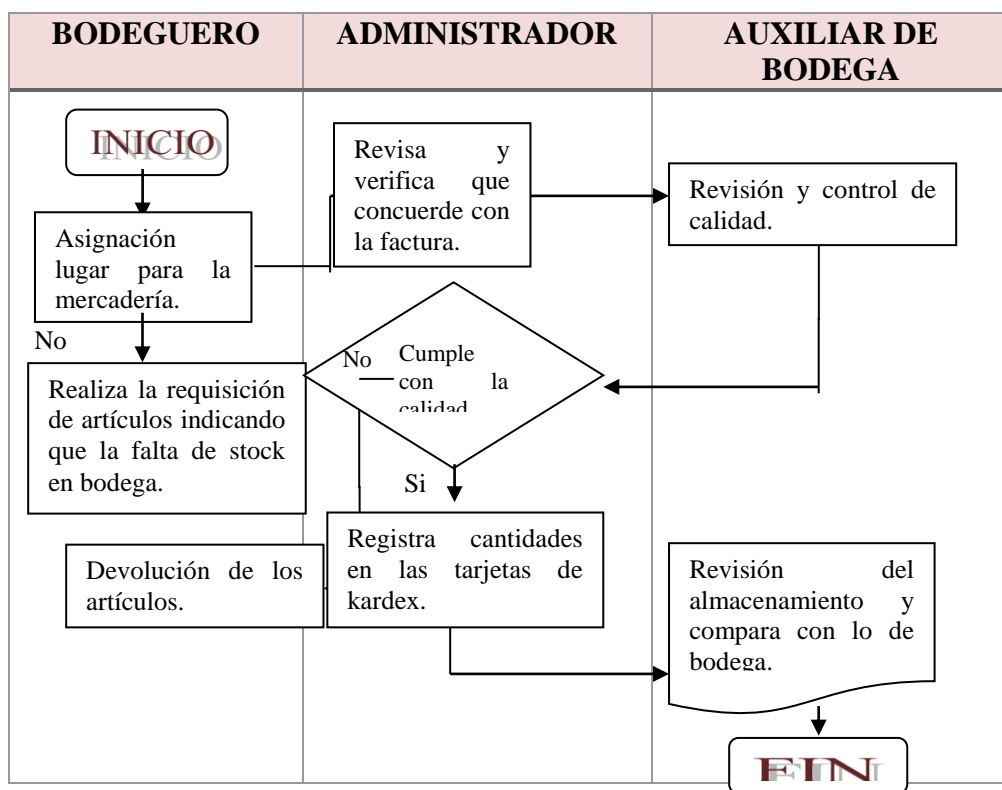 BODEGUERO
ADMINISTRADOR
AUXILIAR DE
BODEGA
INICIO
Asignación
lugar para la
mercadería.
No
Realiza la requisición
de artículos indicando
que la falta de stock
en bodega.
Devolución de los
artículos.
Revisa y
verifica que
concuerde con
la factura.
No
Cumple
con la
calidad
Si
Registra cantidades
en las tarjetas de
kardex.
Revisión y control de
calidad.
Revisión del
almacenamiento y
compara con lo de
bodega.
FIN